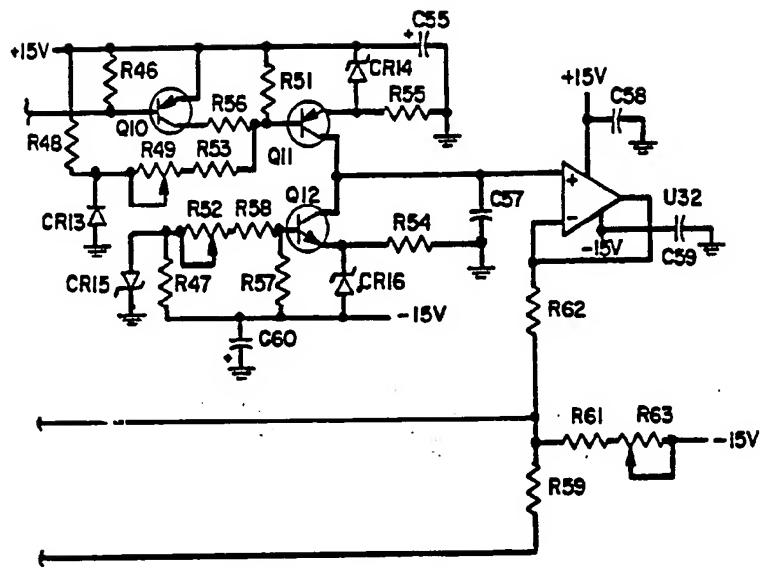 C55
+15V
+
R46
R51
CR14
+15V
R56
R55
C58
Q10
R48
R49
R53
Q11
Q12
+
U32
CR13
R52
R58
C57
-
R54
-15V
C59
CR15
R47
R57
CR16
-15V
R62
C60
+
R61
R63
-15V
R59